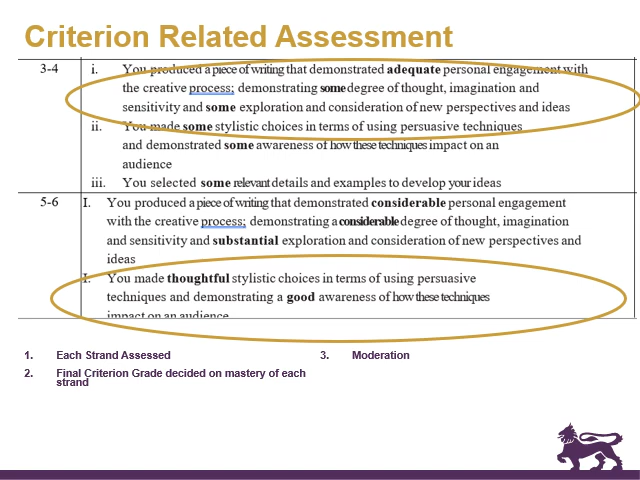 Criterion Related Assessment
3-4 i. You produced a piece of writing that demonstrated adequate personal engagement with
the creative process; demonstrating some degree of thought, imagination and
sensitivity and some exploration and consideration of new perspectives and ideas
ii. You made some stylistic choices in terms of using persuasive techniques
and demonstrated some awareness of how these techniques impact on an
audience
iii. You selected some relevant details and examples to develop your ideas
5-6 I. You produced a piece of writing that demonstrated considerable personal engagement
with the creative process; demonstrating a considerable degree of thought, imagination
and sensitivity and substantial exploration and consideration of new perspectives and
ideas
I. You made thoughtful stylistic choices in terms of using persuasive
techniques and demonstrating a good awareness of how these techniques
impact on an audience
1. Each Strand Assessed
2. Final Criterion Grade decided on mastery of each
strand
3. Moderation